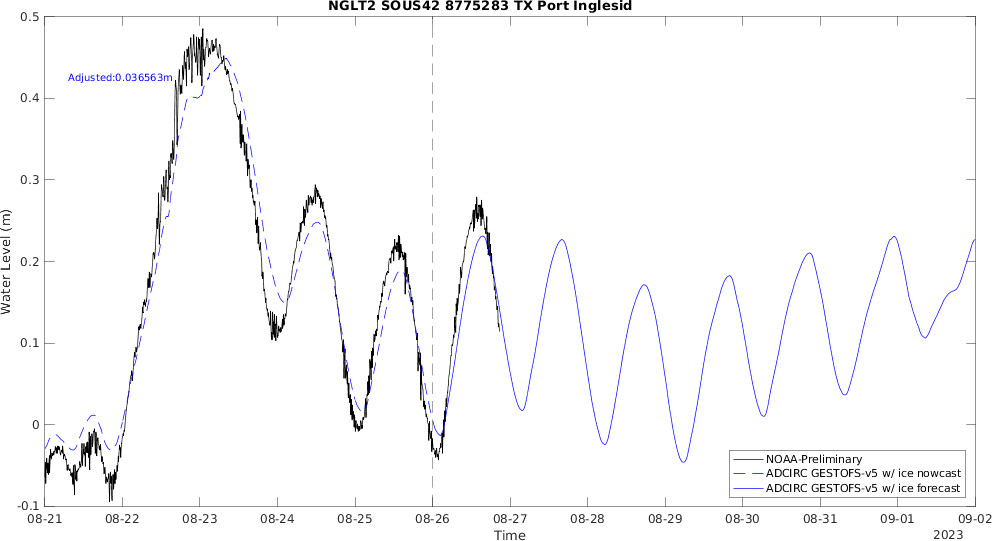 NGLT2 SOUS42 8775283 TX Port Inglesid
Adjusted:0.036563m
Water Level (m)
0.5
0.4
0.3
0.2
0.1
0
-0.1
NOAA-Preliminary
ADCIRC GESTOFS-v5 w/ ice nowcast
ADCIRC GESTOFS-v5 w/ ice forecast
08-21 08-22 08-23 08-24 08-25 08-26 08-27 08-28 08-29 08-30 08-31 09-01 09-02
Time
2023